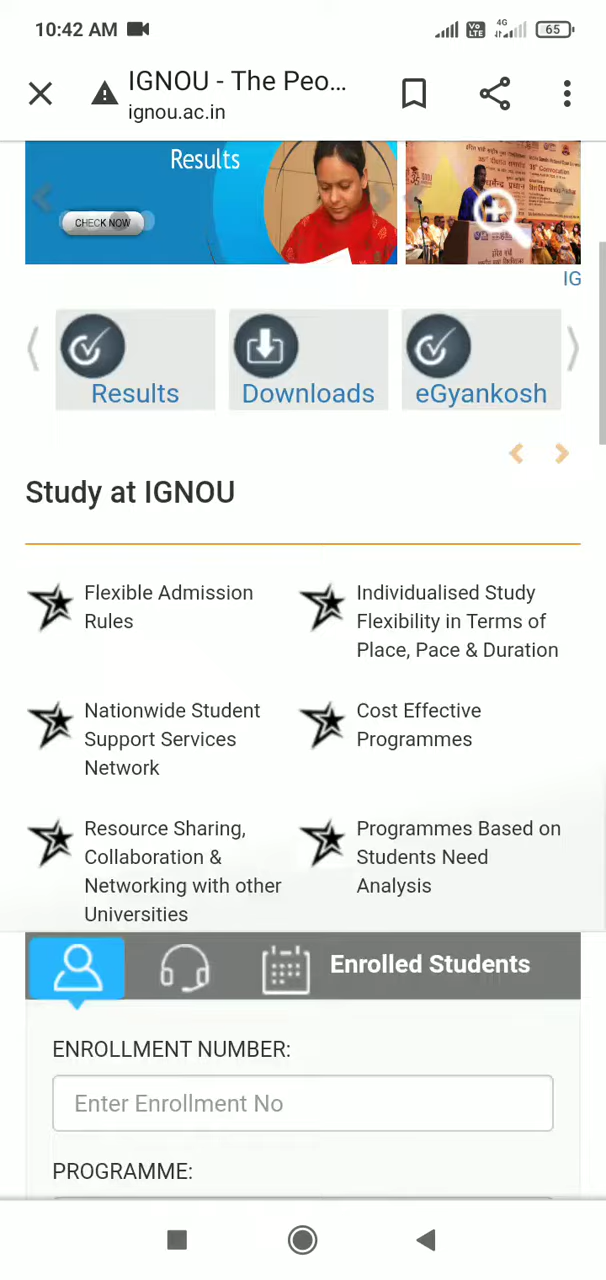 10:42 AM
Vo
LTE
4G
65
IGNOU - The Peo...
ignou.ac.in
Results
CHECK NOW
IG
Results
Downloads
eGyankosh
Study at IGNOU
Flexible Admission
Rules
Individualised Study
Flexibility in Terms of
Place, Pace & Duration
Nationwide Student
Support Services
Network
Cost Effective
Programmes
Resource Sharing,
Collaboration &
Networking with other
Universities
Programmes Based on
Students Need
Analysis
Enrolled Students
ENROLLMENT NUMBER:
Enter Enrollment No
PROGRAMME: